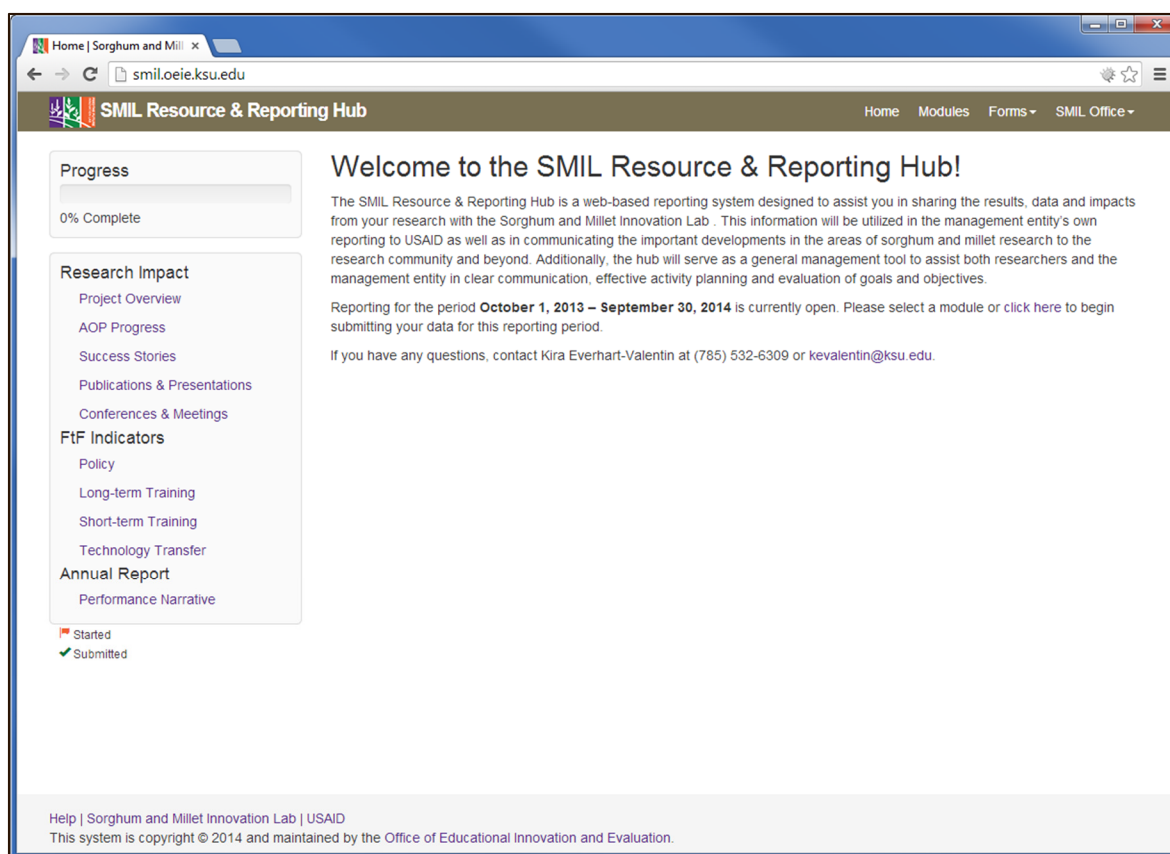 Home | Sorghum and Mill
smil.oeie.ksu.edu
SMIL Resource & Reporting Hub
Home Modules Forms SMIL Office
Progress
0% Complete
Research Impact
Project Overview
AOP Progress
Success Stories
Publications & Presentations
Conferences & Meetings
FtF Indicators
Policy
Long-term Training
Short-term Training
Technology Transfer
Annual Report
Performance Narrative
Started
Submitted
Welcome to the SMIL Resource & Reporting Hub!
The SMIL Resource & Reporting Hub is a web-based reporting system designed to assist you in sharing the results, data and impacts
from your research with the Sorghum and Millet Innovation Lab . This information will be utilized in the management entity's own
reporting to USAID as well as in communicating the important developments in the areas of sorghum and millet research to the
research community and beyond. Additionally, the hub will serve as a general management tool to assist both researchers and the
management entity in clear communication, effective activity planning and evaluation of goals and objectives.
Reporting for the period October 1, 2013 – September 30, 2014 is currently open. Please select a module or click here to begin
submitting your data for this reporting period.
If you have any questions, contact Kira Everhart-Valentin at (785) 532-6309 or kevalentin@ksu.edu.
Help | Sorghum and Millet Innovation Lab | USAID
This system is copyright © 2014 and maintained by the Office of Educational Innovation and Evaluation.